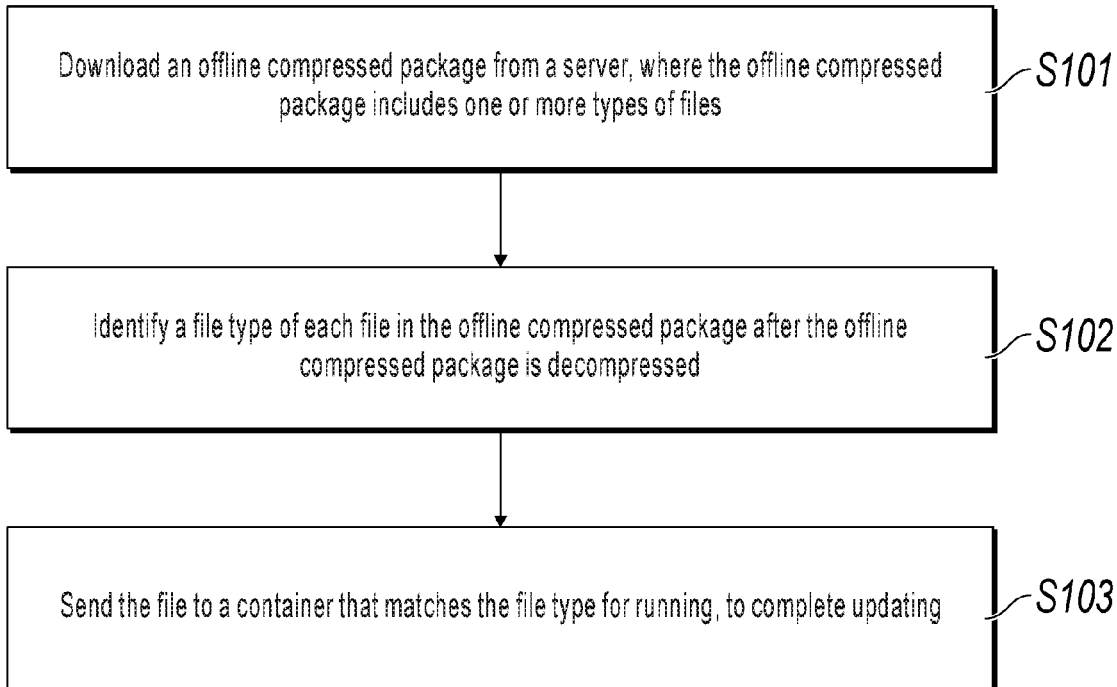 Download an offline compressed package from a server, where the offline compressed
package includes one or more types of files
S101
Identify a file type of each file in the offline compressed package after the offline
compressed package is decompressed
S102
Send the file to a container that matches the file type for running, to complete updating
S103